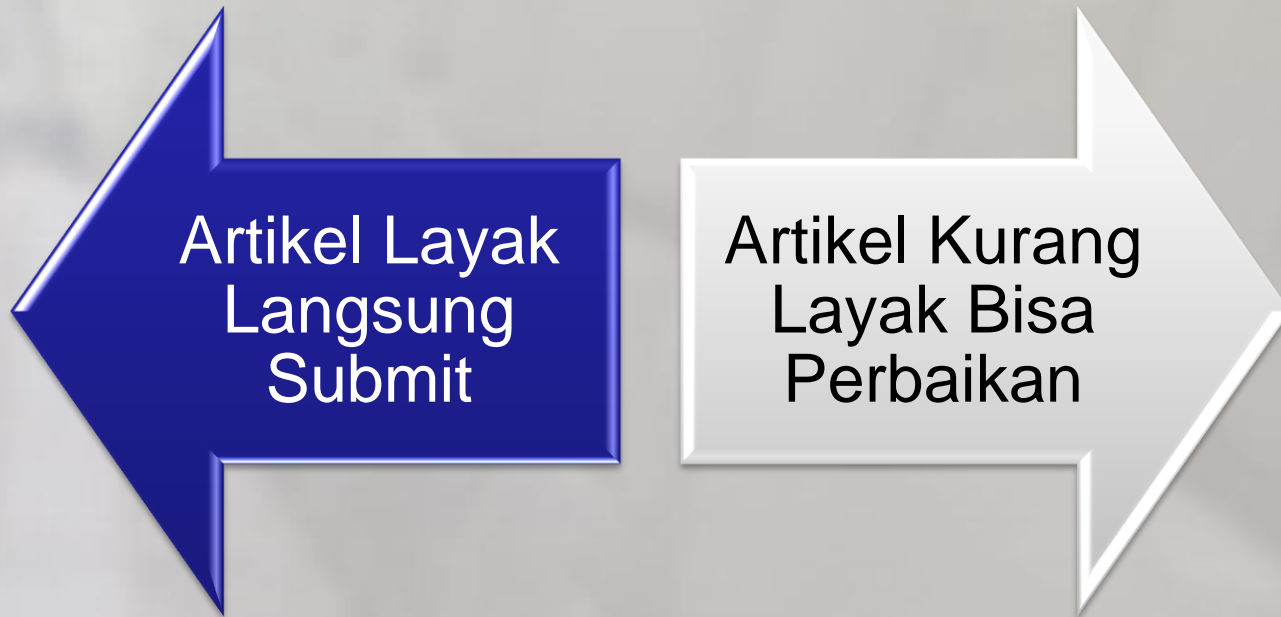 Artikel Layak
Langsung
Submit
Artikel Kurang
Layak Bisa
Perbaikan